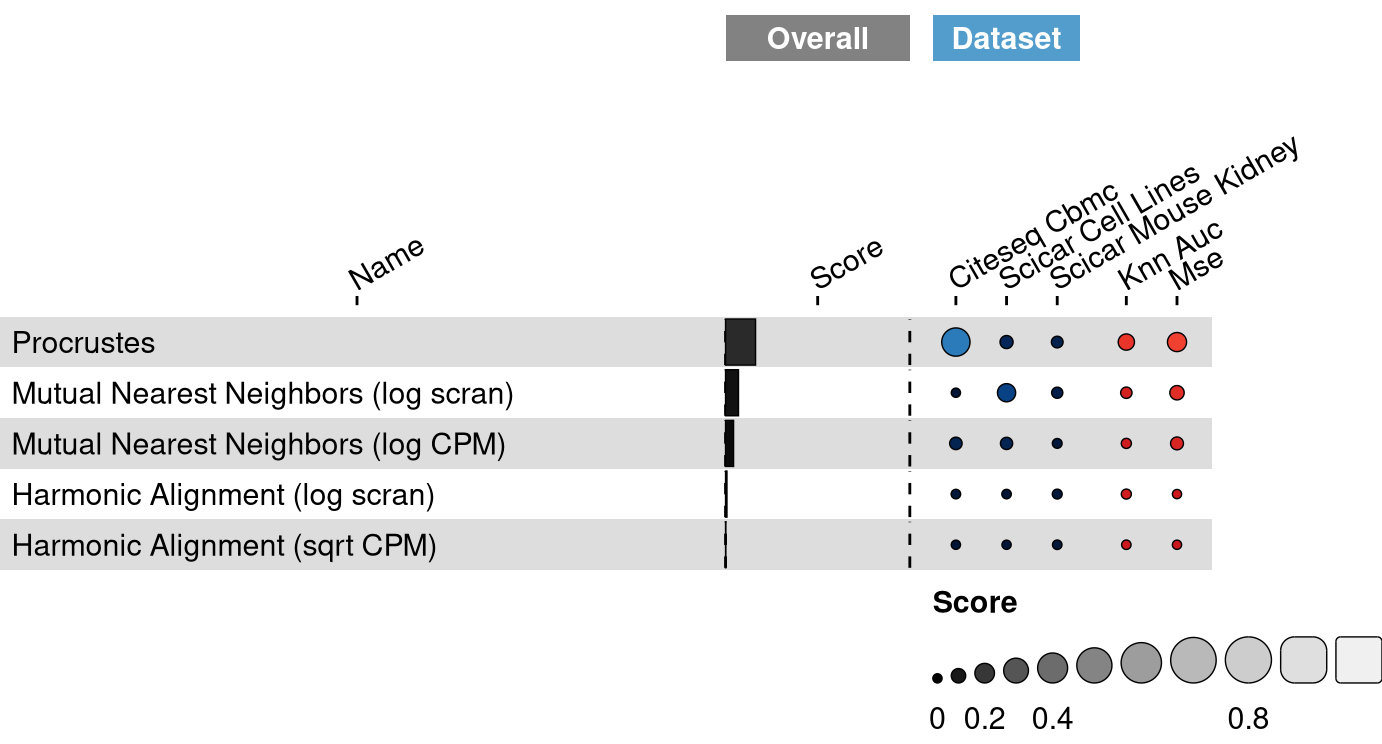 Overall
Dataset
Name
Score
Citeseq Cbmc
Scicar Cell Lines
Scicar Mouse Kidney
Knn Auc
Mse
Procrustes
Mutual Nearest Neighbors (log scran)
Mutual Nearest Neighbors (log CPM)
Harmonic Alignment (log scran)
Harmonic Alignment (sqrt CPM)
Score
0 0.2 0.4 0.8